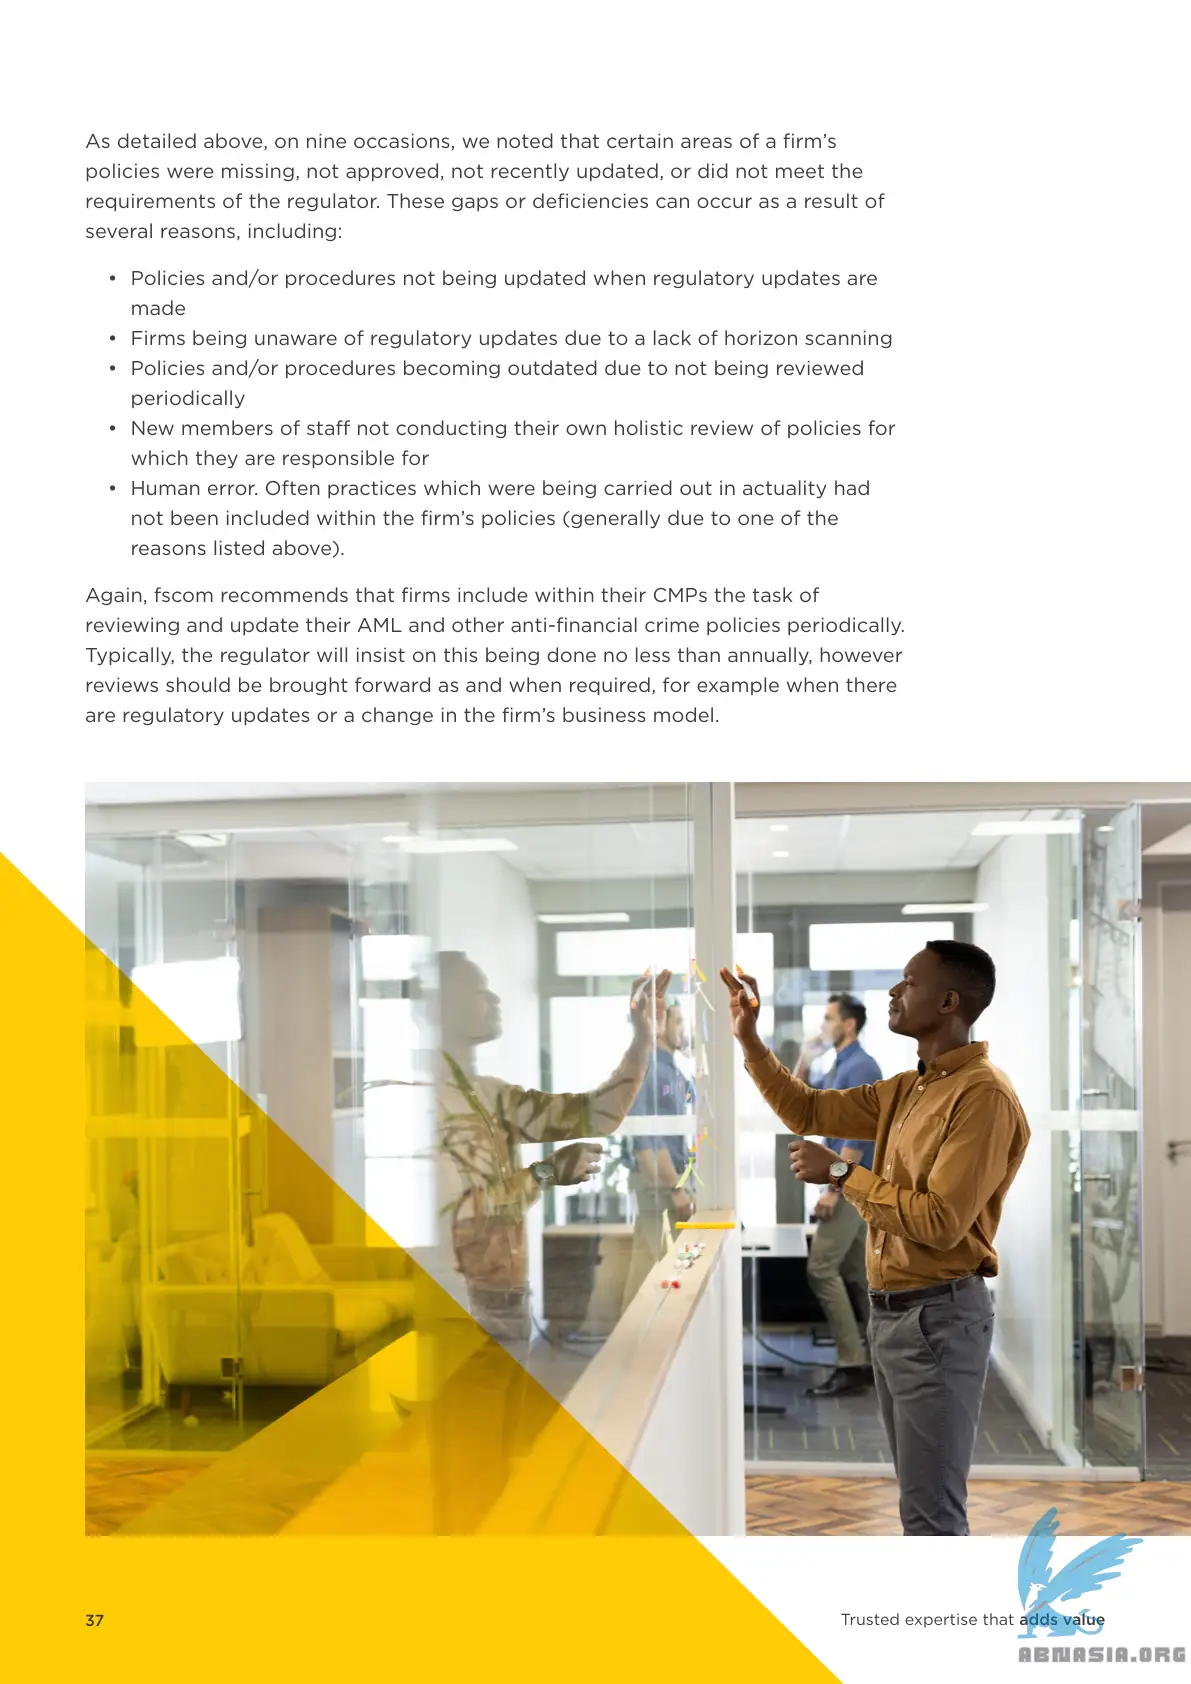 As detailed above, on nine occasions, we noted that certain areas of a firm’s
policies were missing, not approved, not recently updated, or did not meet the
requirements of the regulator. These gaps or deficiencies can occur as a result of
several reasons, including:
• Policies and/or procedures not being updated when regulatory updates are
made
• Firms being unaware of regulatory updates due to a lack of horizon scanning
• Policies and/or procedures becoming outdated due to not being reviewed
periodically
• New members of staff not conducting their own holistic review of policies for
which they are responsible for
• Human error. Often practices which were being carried out in actuality had
not been included within the firm’s policies (generally due to one of the
reasons listed above).
Again, fscom recommends that firms include within their CMPs the task of
reviewing and update their AML and other anti-financial crime policies periodically.
Typically, the regulator will insist on this being done no less than annually, however
reviews should be brought forward as and when required, for example when there
are regulatory updates or a change in the firm’s business model.
37
Trusted expertise that adds value
ABNASIA.ORG